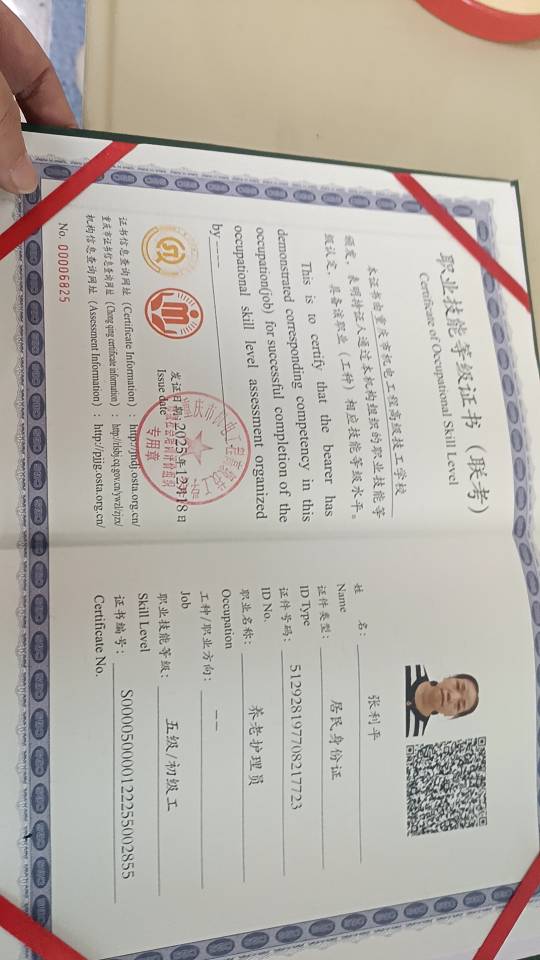 职业技能等级证书（联考）
Certificate of Occupational Skill Level
本证书由重庆市机电工程高级技工学校
颁发，表明持证人通过本机构组织的职业技能等
级认定，具备该职业（工种）相应技能等级水平。
This is to certify that the bearer has
demonstrated corresponding competency in this
occupation(job) for successful completion of the
occupational skill level assessment organized
by
发证日期：2025年12月18日
Issue date
专用章
证书信息查询网址（Certificate Information）：http://jndj.osta.org.cn/
重庆市证书信息查询网址（Chong qing certificate information）：
机构信息查询网址（Assessment Information）：http://pjjg.osta.org.cn/
No. 00006825
姓 名：张利平
Name
证件类型：居民身份证
ID Type
证件号码：512928197708217723
ID No.
职业名称：养老护理员
Occupation
工种/职业方向：--
Job
职业技能等级：五级/初级工
Skill Level
证书编号：S000050000122255002855
Certificate No.